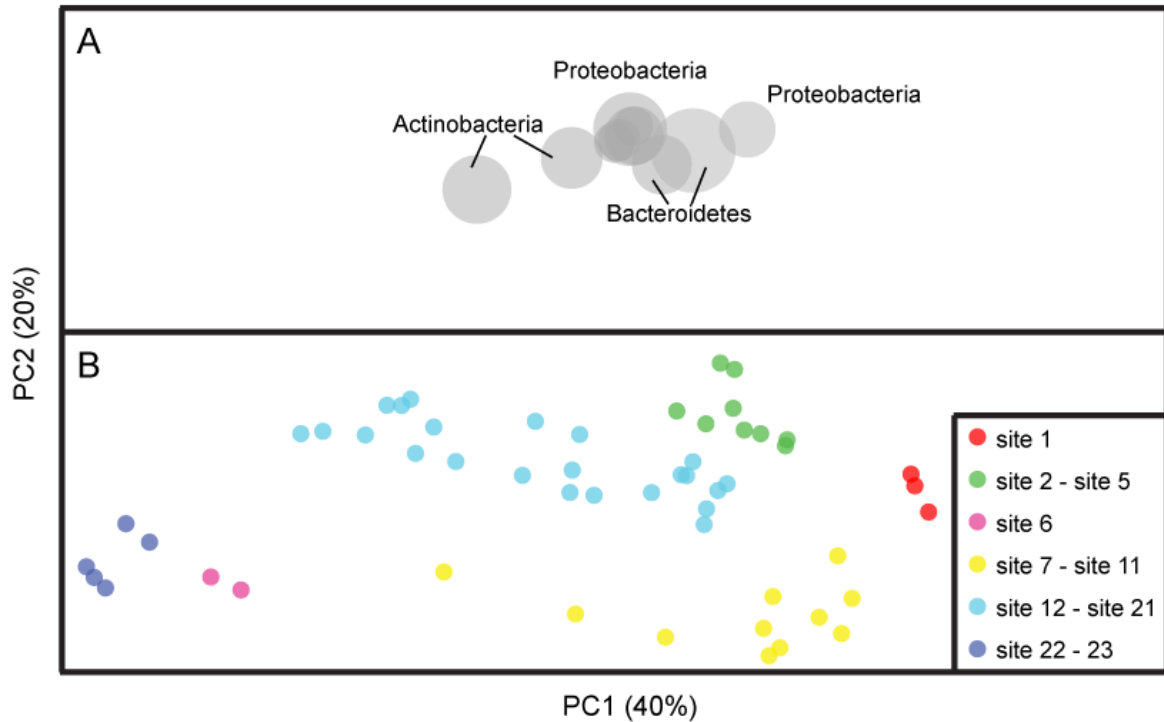 A
Proteobacteria
Proteobacteria
Actinobacteria
Bacteroidetes
PC2 (20%)
B
site 1
site 2 - site 5
site 6
site 7 - site 11
site 12 - site 21
site 22 - 23
PC1 (40%)